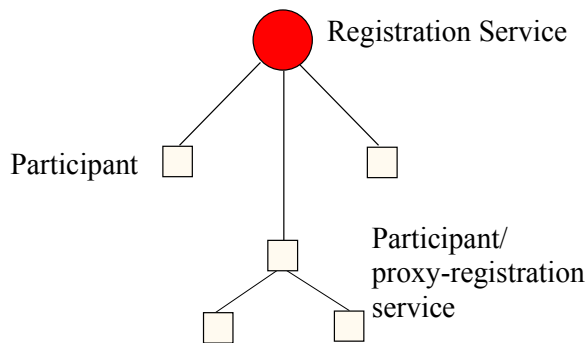 Registration Service
Participant
Participant/
proxy-registration
service